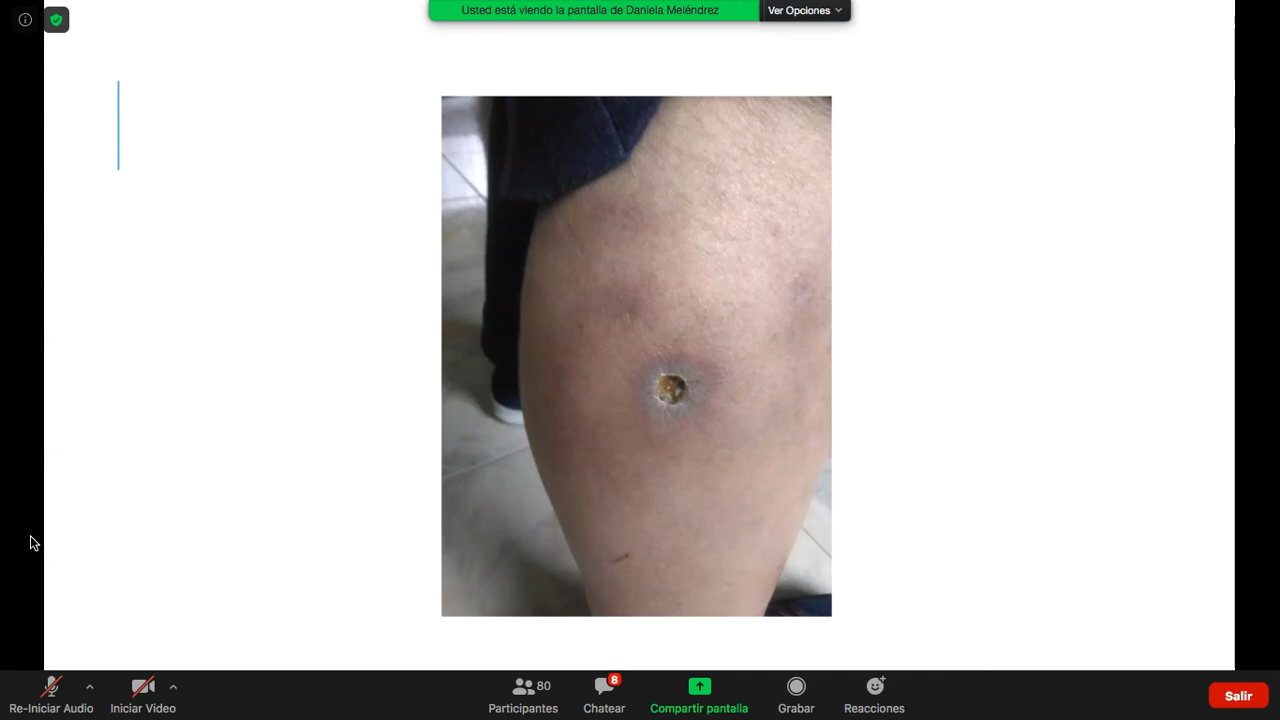 Usted está viendo la pantalla de Daniela Meléndrez
Ver Opciones
Re-Iniciar Audio
Iniciar Video
80
Participantes
8
Chatear
Compartir pantalla
Grabar
Reacciones
Salir